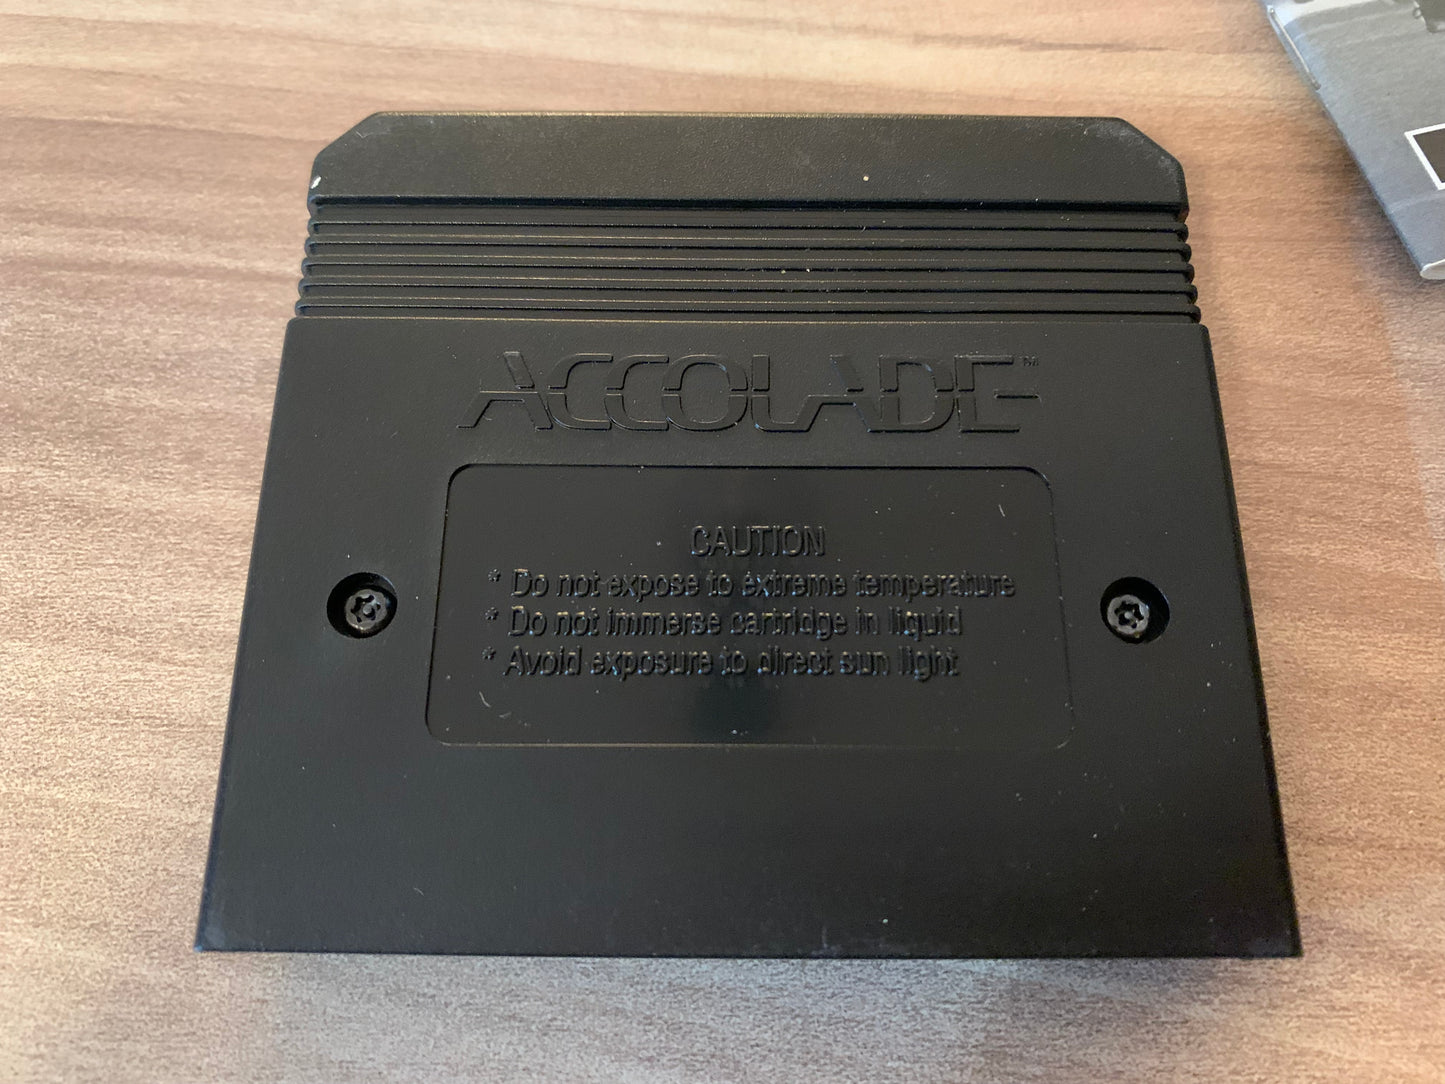 ACCOLADE™
CAUTION
* Do not expose to extreme temperature
* Do not immerse cartridge in liquid
* Avoid exposure to direct sun light